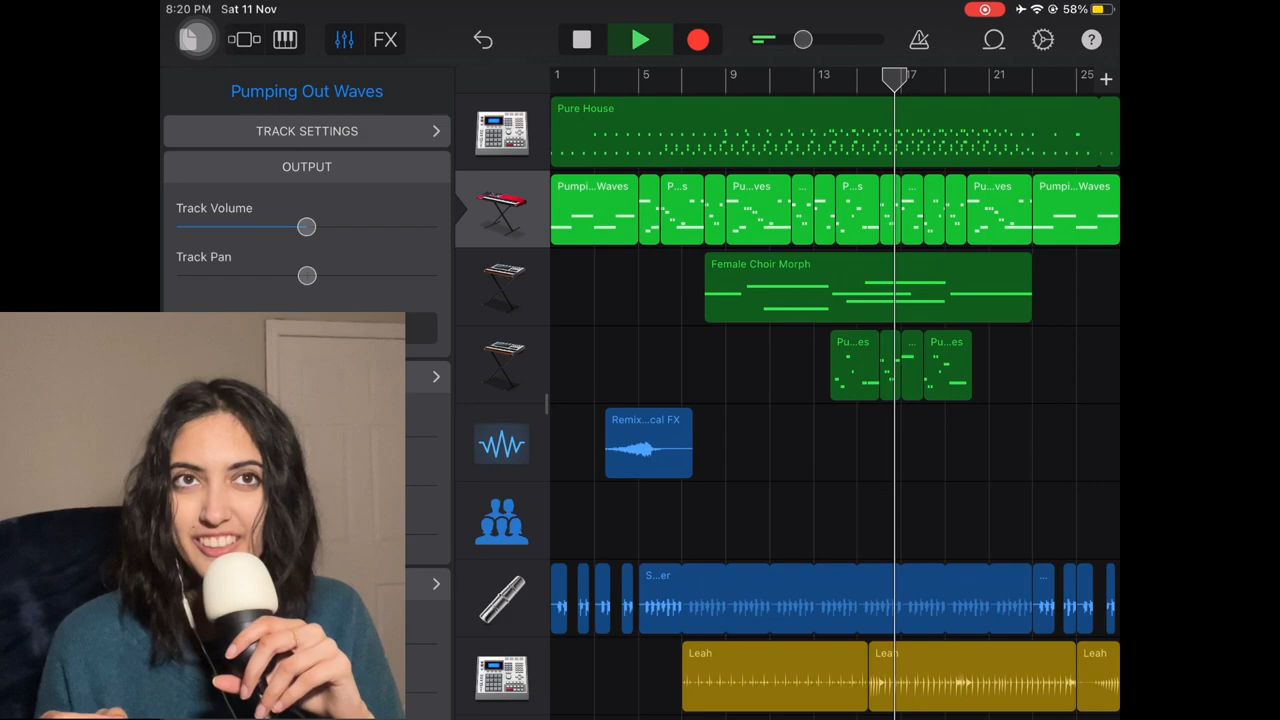 8:20 PM Sat 11 Nov
58%
FX
?
Pumping Out Waves
TRACK SETTINGS
OUTPUT
Track Volume
Track Pan
1 5 9 13 17 21 25 +
Pure House
Pumpi...Waves
P...s
Pu...ves
...
P...s
...
Pu...ves
Pumpi...Waves
Female Choir Morph
Pu...es
...
Pu...es
Remix...cal FX
S...er
...
Leah
Leah
Leah